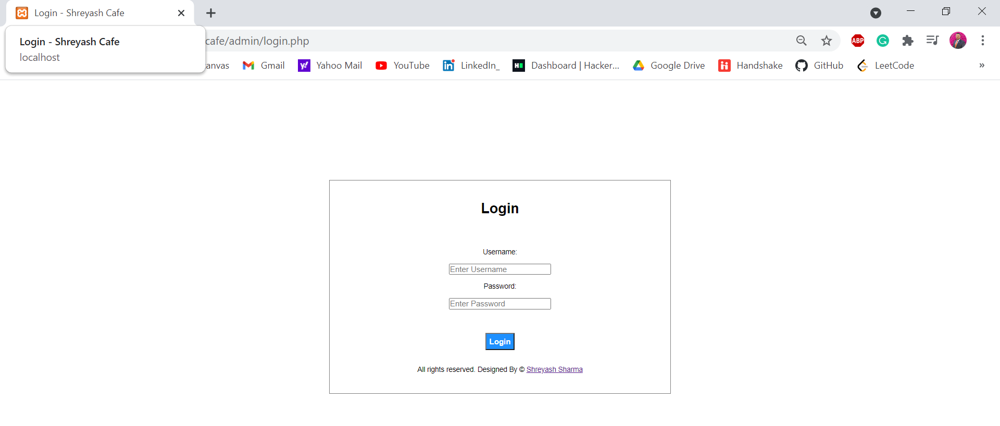 Login - Shreyash Cafe
Login - Shreyash Cafe
localhost
cafe/admin/login.php
ABP
anvas
Gmail
Yahoo Mail
YouTube
LinkedIn_
Dashboard | Hacker...
Google Drive
Handshake
GitHub
LeetCode
»
Login
Username:
Enter Username
Password:
Enter Password
Login
All rights reserved. Designed By © Shreyash Sharma